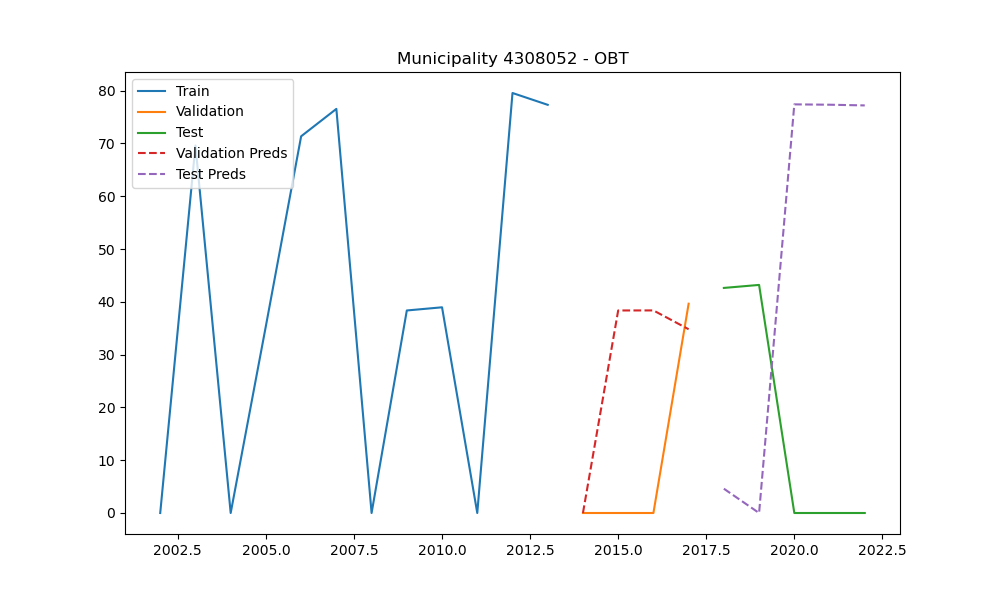 Municipality 4308052 - OBT
Train
Validation
Test
Validation Preds
Test Preds
80
70
60
50
40
30
20
10
0
2002.5 2005.0 2007.5 2010.0 2012.5 2015.0 2017.5 2020.0 2022.5